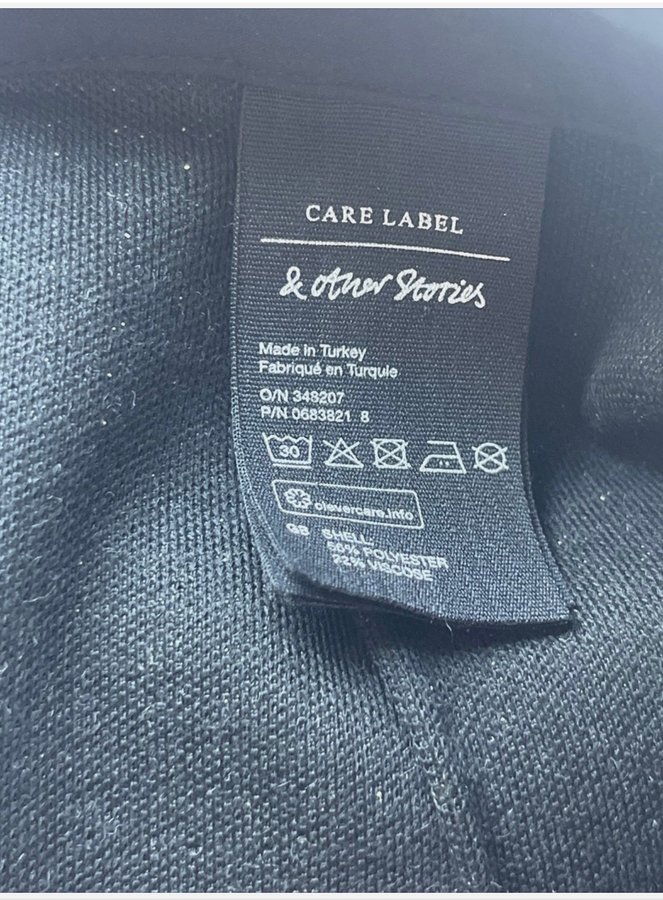 CARE LABEL
& other Stories
Made in Turkey
Fabriqué en Turquie
O/N 348207
P/N 0683821 8
30
clevercare.info
GB SHELL
POLYESTER
22% VISCOSE